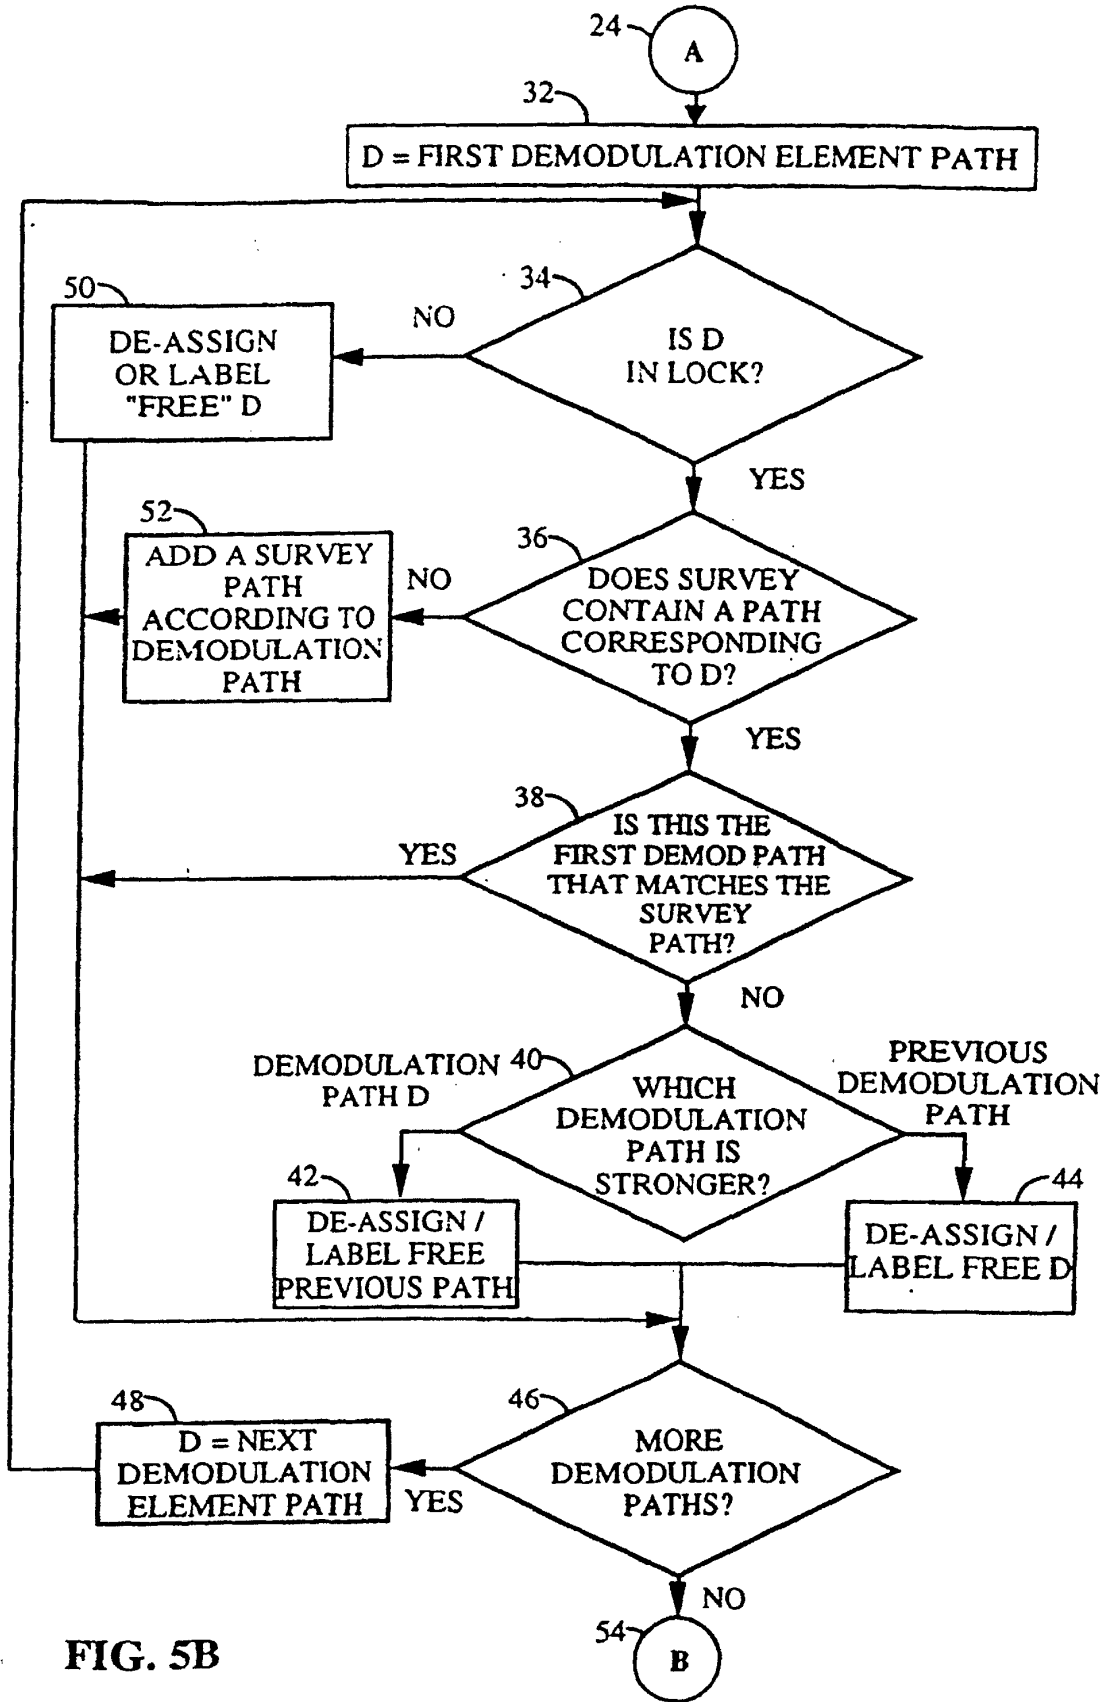 24
A
32
D = FIRST DEMODULATION ELEMENT PATH
34
50
NO
IS D
IN LOCK?
DE-ASSIGN
OR LABEL
"FREE" D
YES
52
36
ADD A SURVEY
PATH
ACCORDING TO
DEMODULATION
PATH
NO
DOES SURVEY
CONTAIN A PATH
CORRESPONDING
TO D?
YES
38
YES
IS THIS THE
FIRST DEMOD PATH
THAT MATCHES THE
SURVEY
PATH?
NO
DEMODULATION
PATH D
40
PREVIOUS
DEMODULATION
PATH
WHICH
DEMODULATION
PATH IS
STRONGER?
42
44
DE-ASSIGN /
LABEL FREE
PREVIOUS PATH
DE-ASSIGN /
LABEL FREE D
48
46
D = NEXT
DEMODULATION
ELEMENT PATH
YES
MORE
DEMODULATION
PATHS?
NO
54
B
FIG. 5B